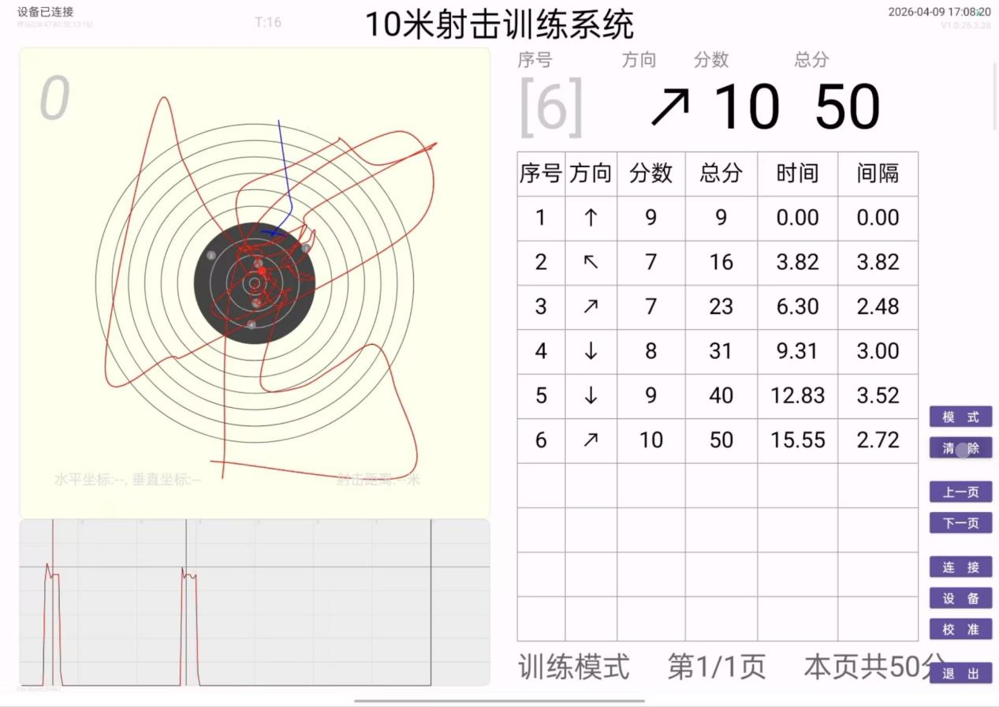 设备已连接
T:16
10米射击训练系统
2026-04-09 17:08:20
V1.0.26.3.28
0
水平坐标:--, 垂直坐标:--
射击距离:--米
序号 方向 分数 总分
[6] ↗ 10 50
序号 方向 分数 总分 时间 间隔
1 ↑ 9 9 0.00 0.00
2 ↖ 7 16 3.82 3.82
3 ↗ 7 23 6.30 2.48
4 ↓ 8 31 9.31 3.00
5 ↓ 9 40 12.83 3.52
6 ↗ 10 50 15.55 2.72
训练模式 第1/1页 本页共50分
模 式
清 除
上一页
下一页
连 接
设 备
校 准
退 出